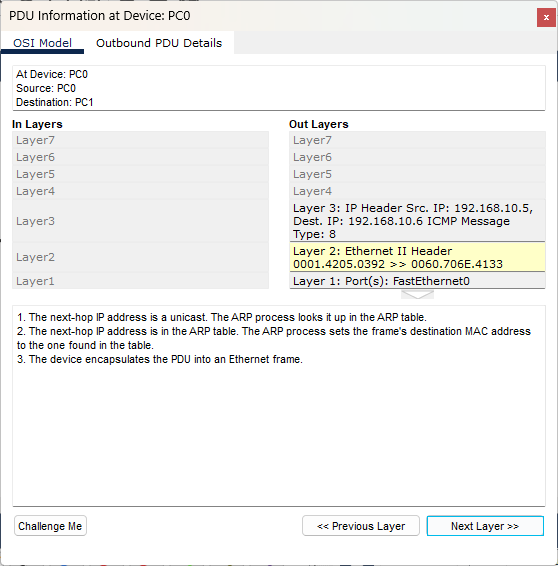 PDU Information at Device: PC0
x
OSI Model
Outbound PDU Details
At Device: PC0
Source: PC0
Destination: PC1
In Layers
Layer7
Layer6
Layer5
Layer4
Layer3
Layer2
Layer1
Out Layers
Layer7
Layer6
Layer5
Layer4
Layer 3: IP Header Src. IP: 192.168.10.5,
Dest. IP: 192.168.10.6 ICMP Message
Type: 8
Layer 2: Ethernet II Header
0001.4205.0392 >> 0060.706E.4133
Layer 1: Port(s): FastEthernet0
1. The next-hop IP address is a unicast. The ARP process looks it up in the ARP table.
2. The next-hop IP address is in the ARP table. The ARP process sets the frame's destination MAC address
to the one found in the table.
3. The device encapsulates the PDU into an Ethernet frame.
Challenge Me
<< Previous Layer
Next Layer >>